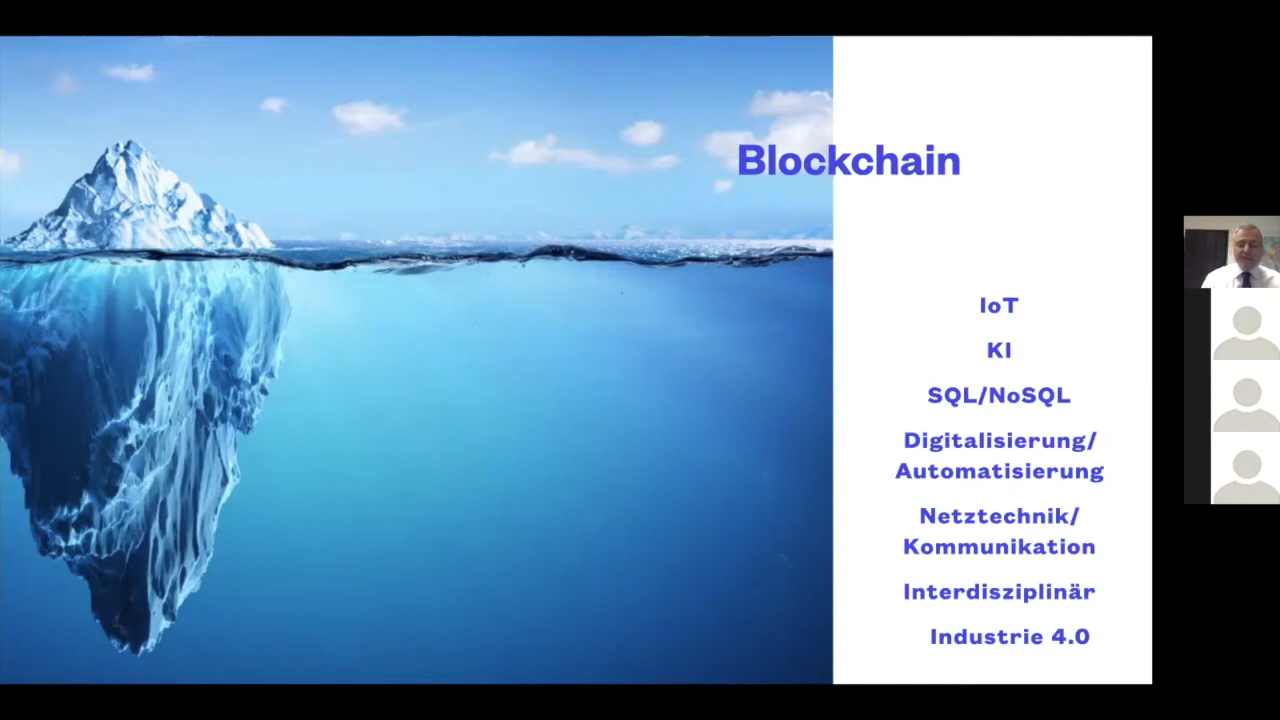 Blockchain
IoT
KI
SQL/NoSQL
Digitalisierung/
Automatisierung
Netztechnik/
Kommunikation
Interdisziplinär
Industrie 4.0